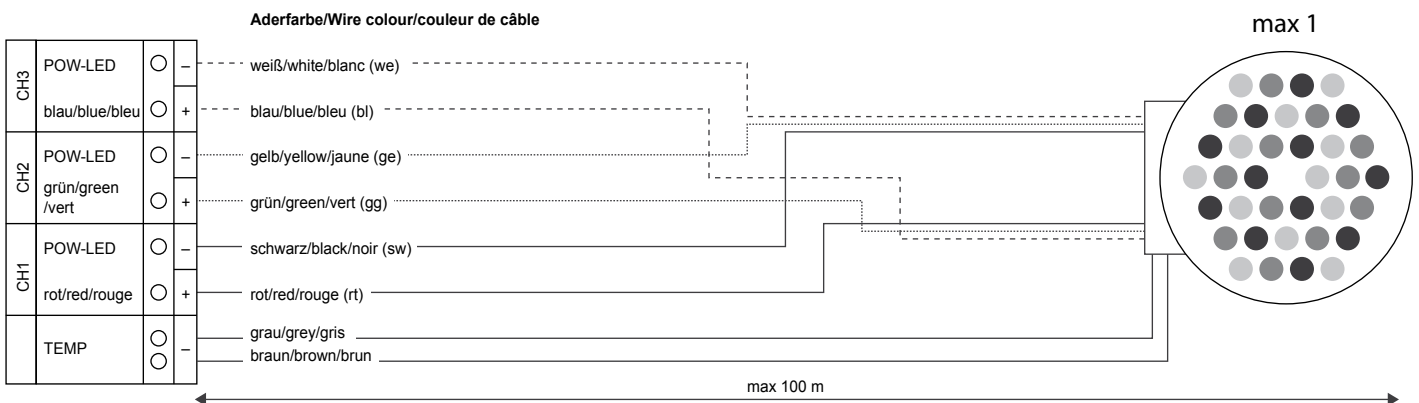 Aderfarbe/Wire colour/couleur de câble
max 1
CH3
POW-LED
–
weiß/white/blanc (we)
blau/blue/bleu
+
blau/blue/bleu (bl)
CH2
POW-LED
–
gelb/yellow/jaune (ge)
grün/green
/vert
+
grün/green/vert (gg)
CH1
POW-LED
–
schwarz/black/noir (sw)
rot/red/rouge
+
rot/red/rouge (rt)
TEMP
–
grau/grey/gris
braun/brown/brun
max 100 m